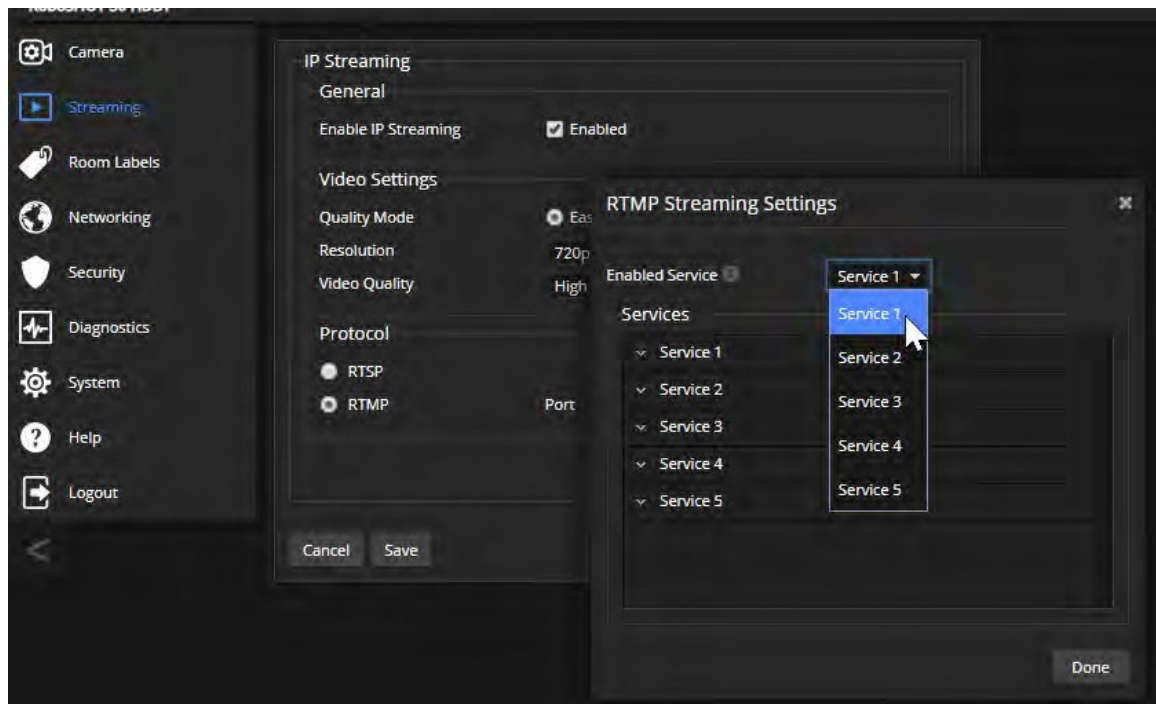 Camera
Streaming
Room Labels
Networking
Security
Diagnostics
System
Help
Logout
IP Streaming
General
Enable IP Streaming
Enabled
Video Settings
Quality Mode
Eas
Resolution
720p
Video Quality
High
Protocol
RTSP
RTMP
Port
Cancel
Save
RTMP Streaming Settings
Enabled Service
Service 1
Services
Service 1
Service 2
Service 3
Service 4
Service 5
Service 1
Service 2
Service 3
Service 4
Service 5
Done